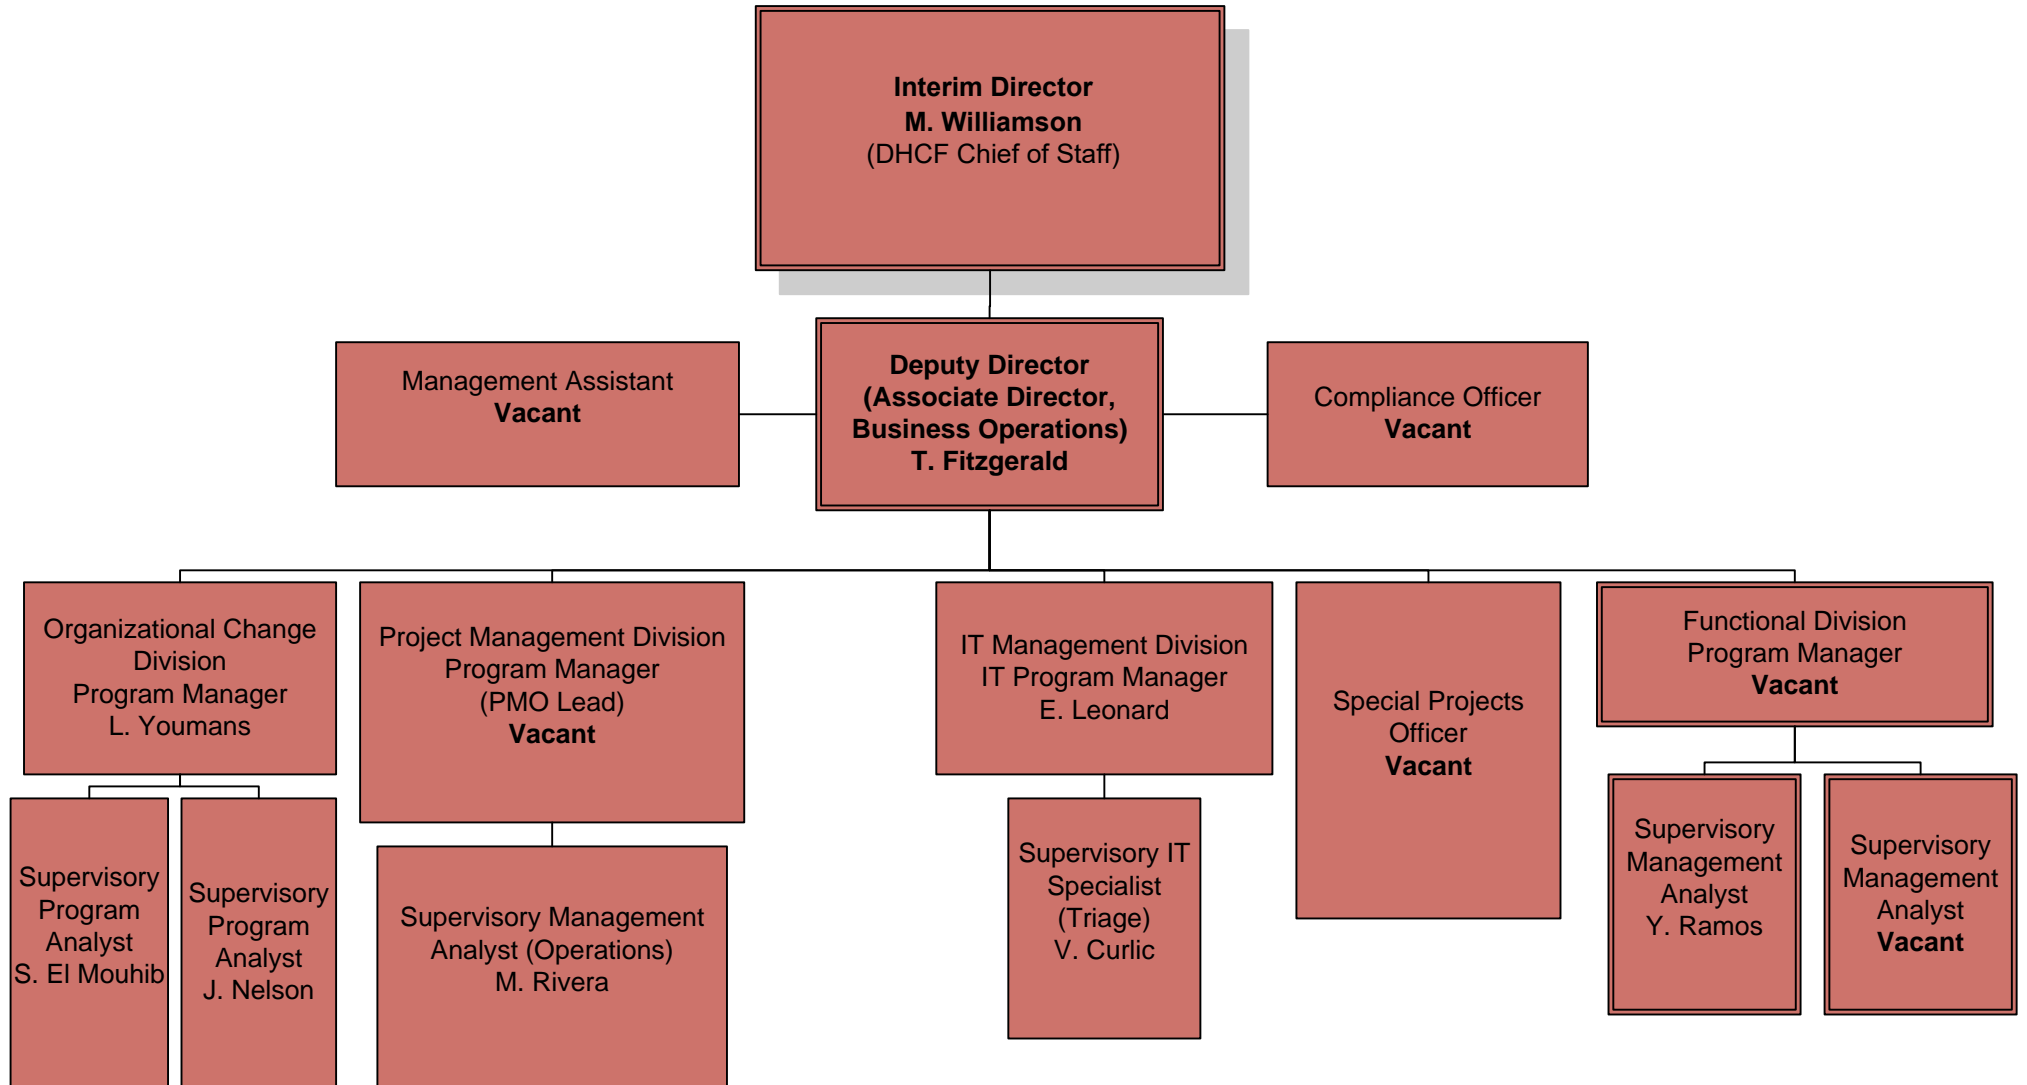 Interim Director
M. Williamson
(DHCF Chief of Staff)
Management Assistant
Vacant
Deputy Director
(Associate Director,
Business Operations)
T. Fitzgerald
Compliance Officer
Vacant
Organizational Change
Division
Program Manager
L. Youmans
Project Management Division
Program Manager
(PMO Lead)
Vacant
IT Management Division
IT Program Manager
E. Leonard
Special Projects
Officer
Vacant
Functional Division
Program Manager
Vacant
Supervisory
Program
Analyst
S. El Mouhib
Supervisory
Program
Analyst
J. Nelson
Supervisory Management
Analyst (Operations)
M. Rivera
Supervisory IT
Specialist
(Triage)
V. Curlic
Supervisory
Management
Analyst
Y. Ramos
Supervisory
Management
Analyst
Vacant